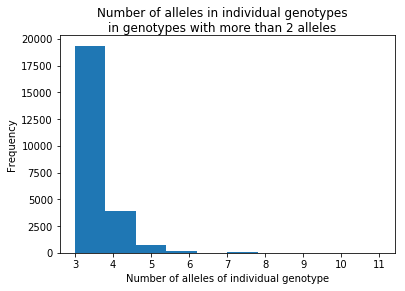 Number of alleles in individual genotypes
in genotypes with more than 2 alleles
20000
17500
15000
12500
10000
7500
5000
2500
0
Frequency
3 4 5 6 7 8 9 10 11
Number of alleles of individual genotype